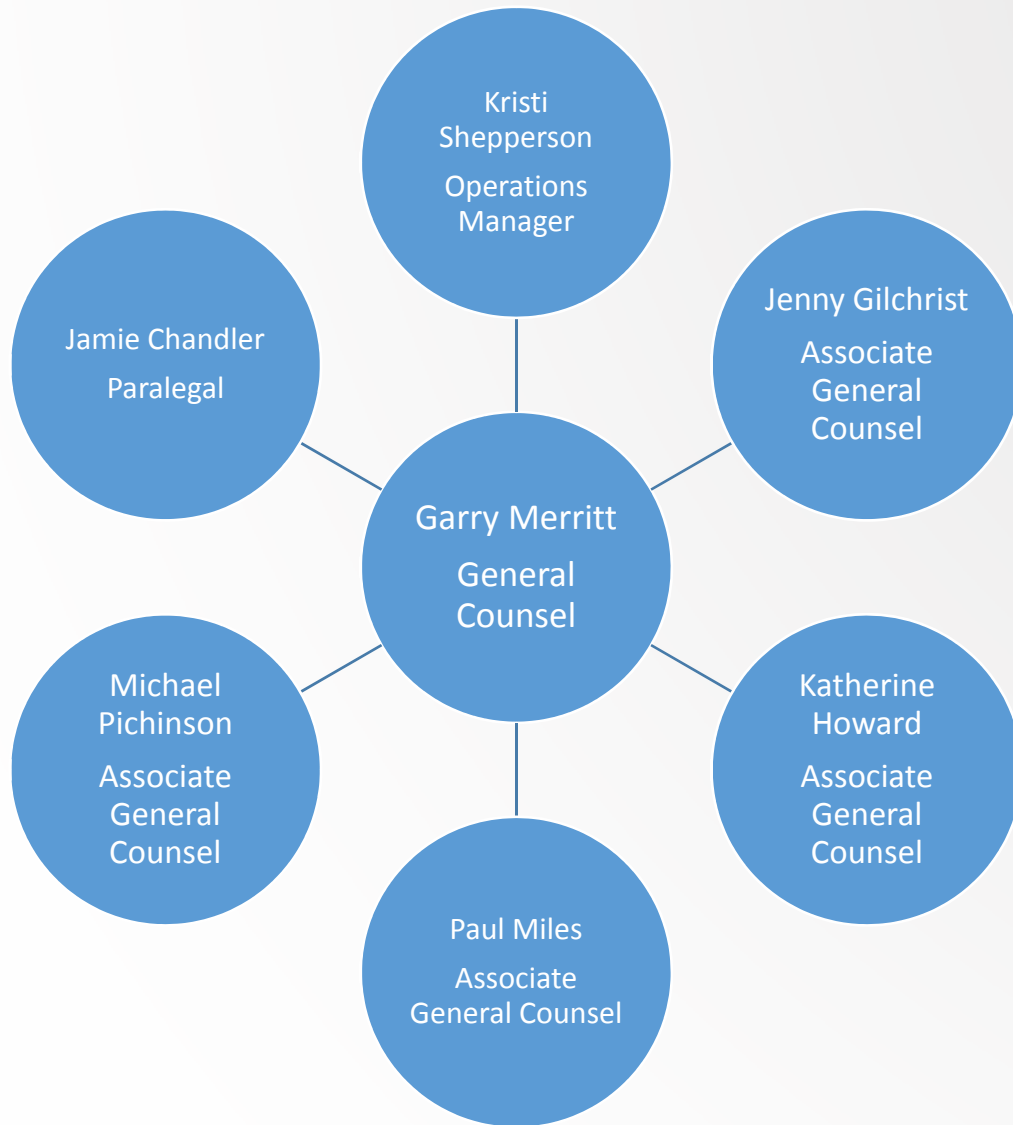 Kristi
Shepperson
Operations
Manager
Jenny Gilchrist
Associate
General
Counsel
Katherine
Howard
Associate
General
Counsel
Paul Miles
Associate
General Counsel
Michael
Pichinson
Associate
General
Counsel
Jamie Chandler
Paralegal
Garry Merritt
General
Counsel